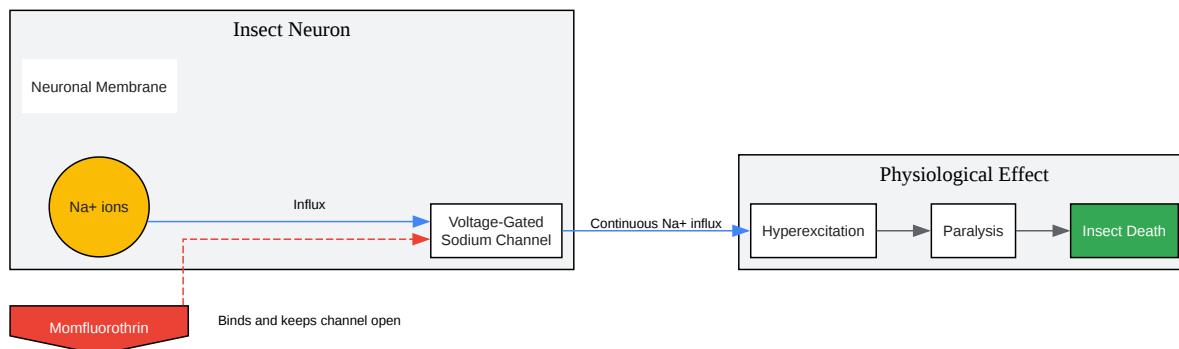 Insect Neuron
Neuronal Membrane
Na+ ions
Influx
Voltage-Gated
Sodium Channel
Continuous Na+ influx
Physiological Effect
Hyperexcitation
Paralysis
Insect Death
Momfluorothrin
Binds and keeps channel open